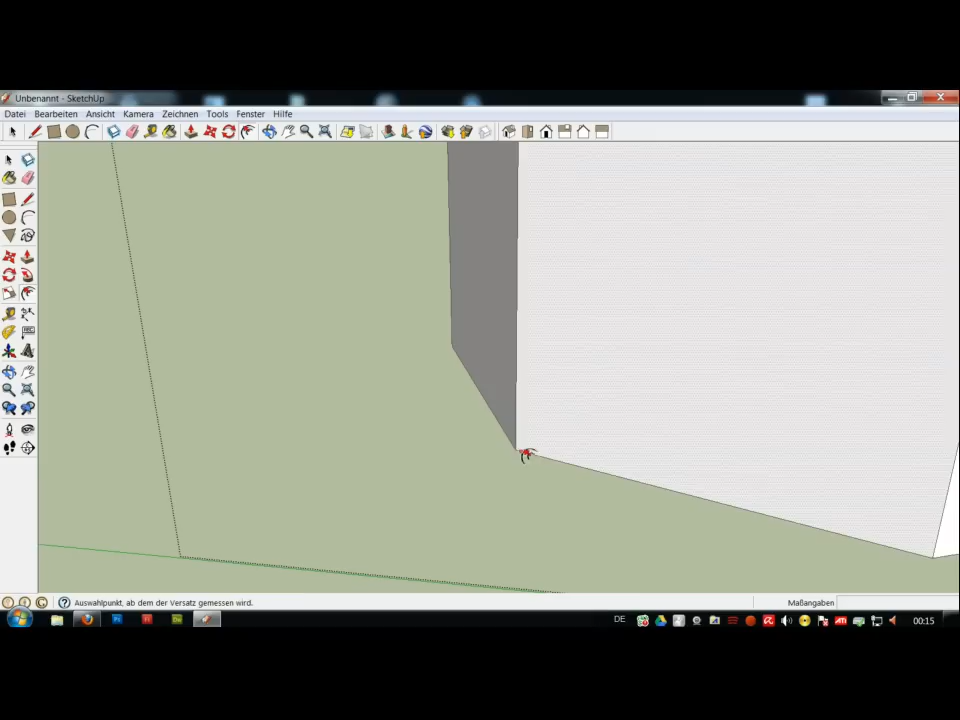 Unbenannt - SketchUp
Datei Bearbeiten Ansicht Kamera Zeichnen Tools Fenster Hilfe
Auswahlpunkt, ab dem der Versatz gemessen wird.
Maßangaben
DE
00:15